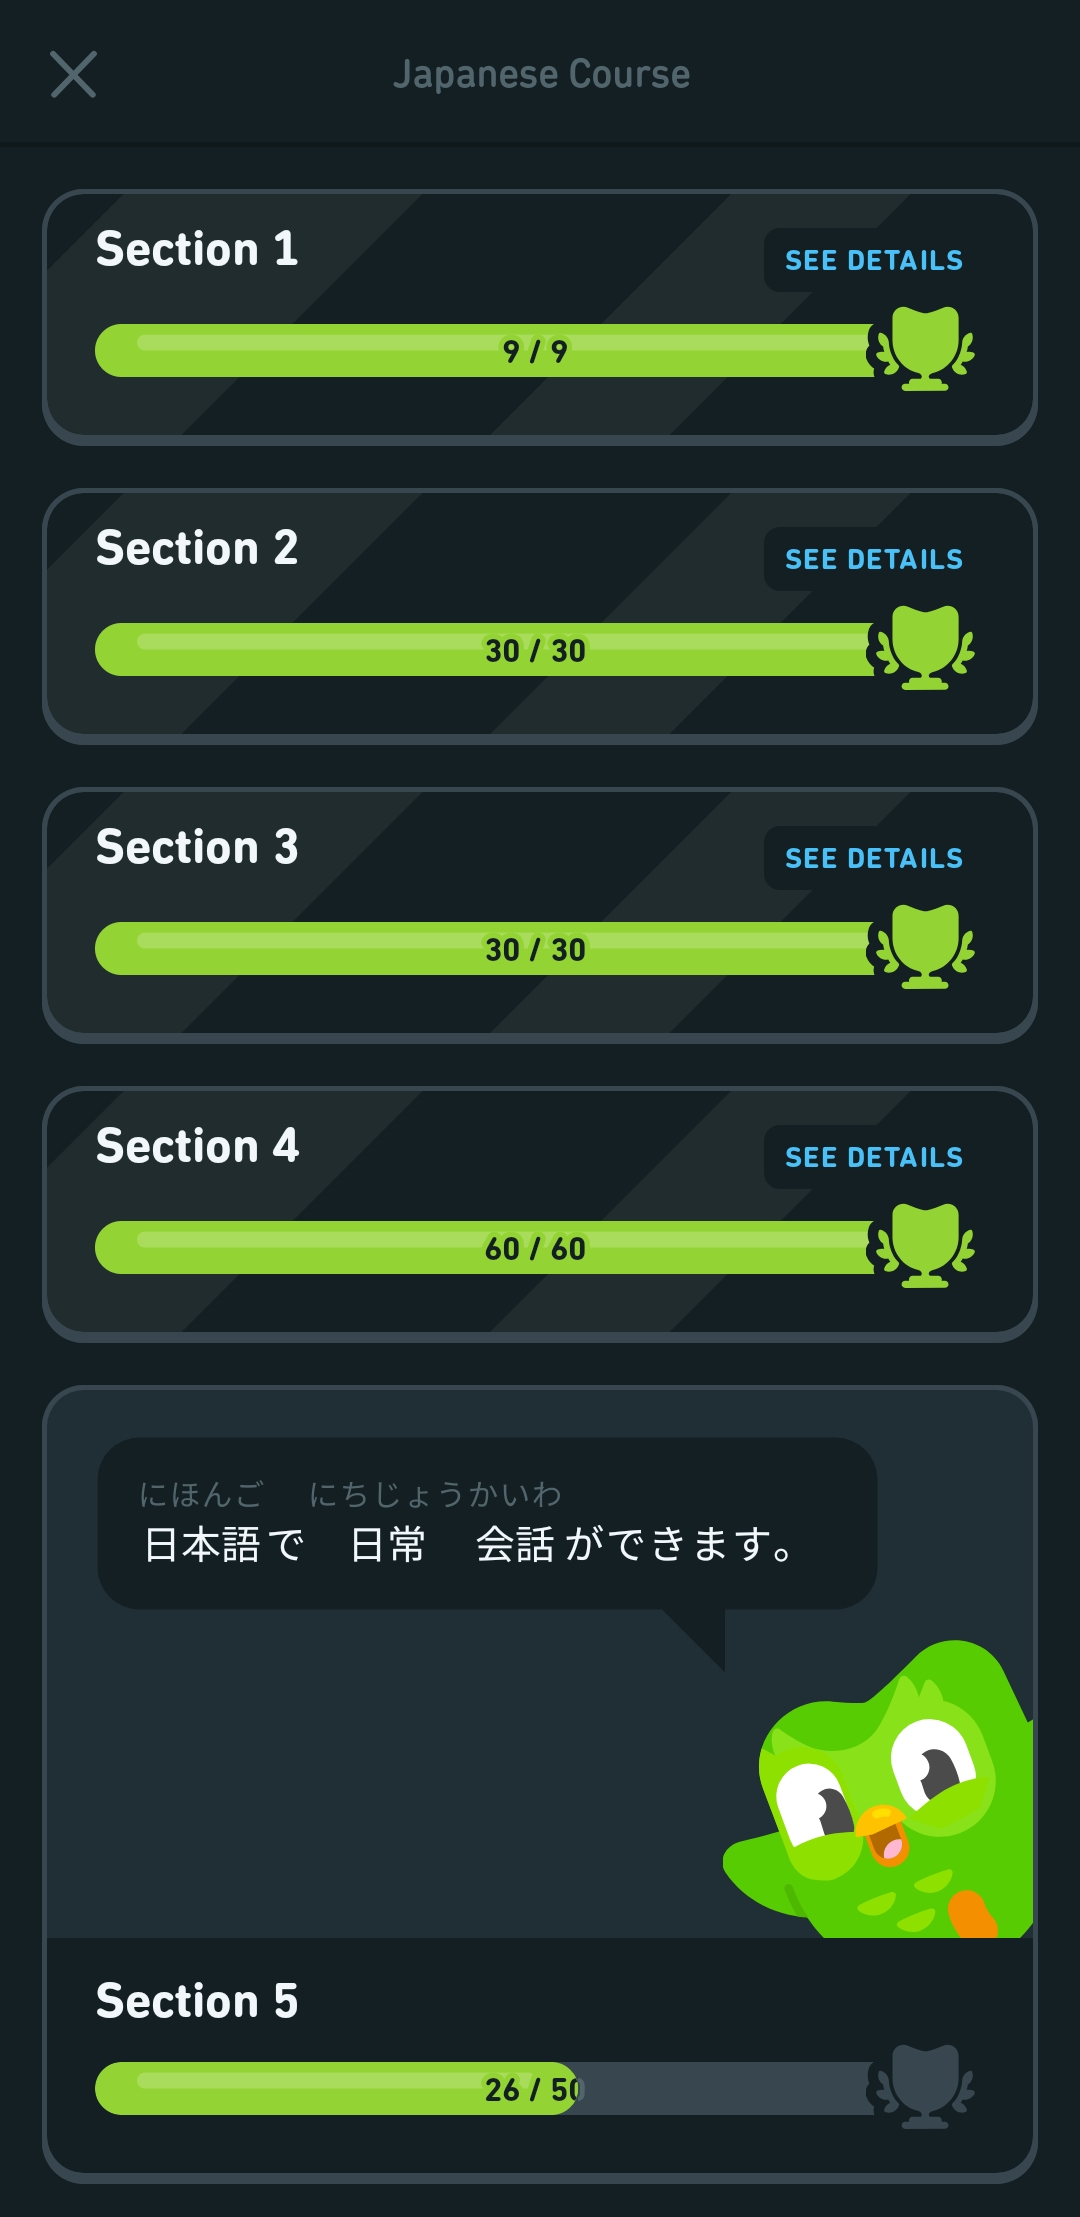 Japanese Course
Section 1
SEE DETAILS
9 / 9
Section 2
SEE DETAILS
30 / 30
Section 3
SEE DETAILS
30 / 30
Section 4
SEE DETAILS
60 / 60
にほんご にちじょうかいわ
日本語で 日常 会話ができます。
Section 5
26 / 50